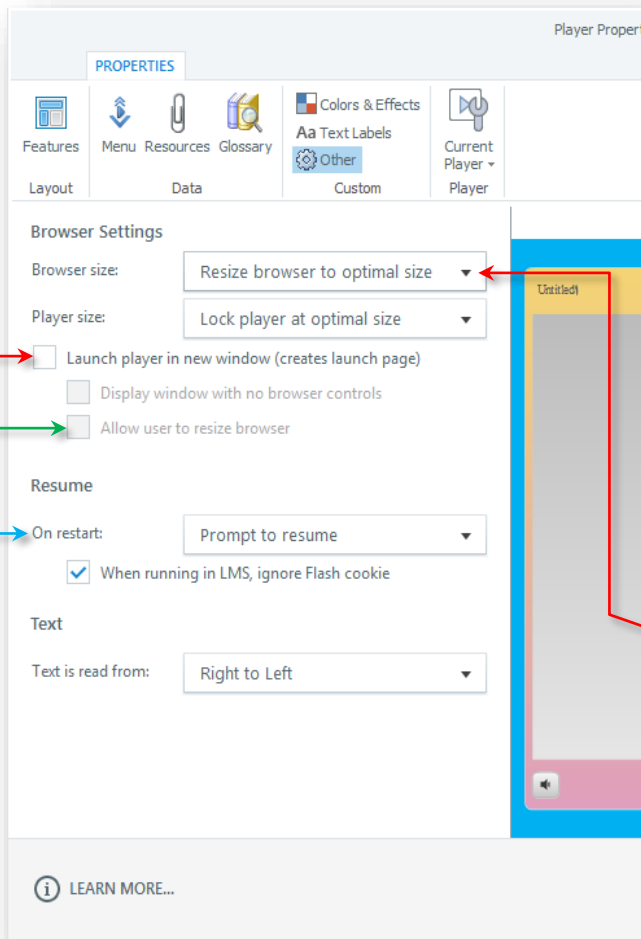 Player Propert
PROPERTIES
Features
Menu
Resources
Glossary
Colors & Effects
Aa Text Labels
Other
Current
Player
Layout
Data
Custom
Player
Browser Settings
Browser size:
Resize browser to optimal size
Player size:
Lock player at optimal size
Launch player in new window (creates launch page)
Display window with no browser controls
Allow user to resize browser
Resume
On restart:
Prompt to resume
When running in LMS, ignore Flash cookie
Text
Text is read from:
Right to Left
Untitled1
LEARN MORE...